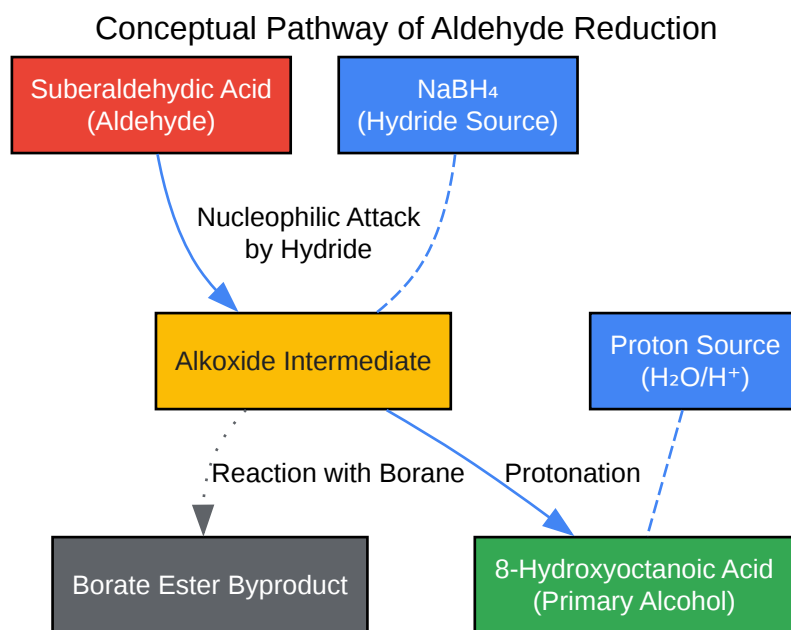 Conceptual Pathway of Aldehyde Reduction
Suberaldehydic Acid
(Aldehyde)
NaBH₄
(Hydride Source)
Nucleophilic Attack
by Hydride
Alkoxide Intermediate
Proton Source
(H₂O/H⁺)
Reaction with Borane
Protonation
Borate Ester Byproduct
8-Hydroxyoctanoic Acid
(Primary Alcohol)